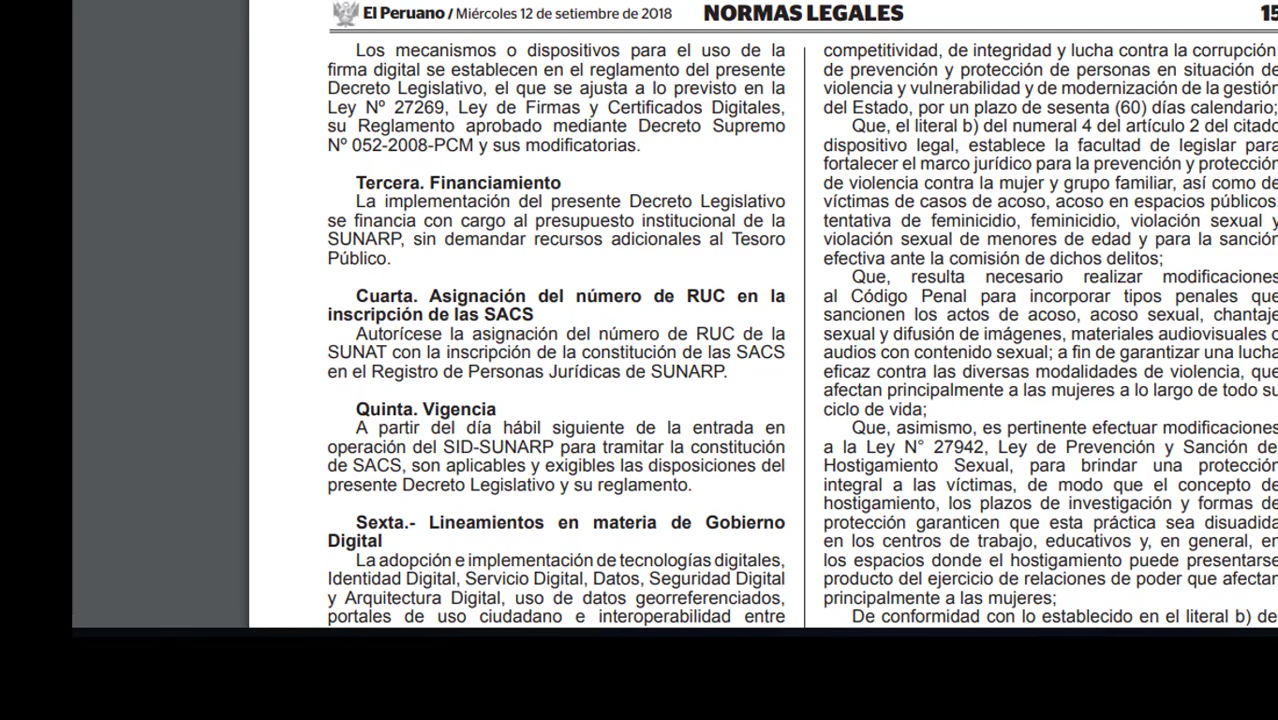 El Peruano / Miércoles 12 de setiembre de 2018 NORMAS LEGALES 15
Los mecanismos o dispositivos para el uso de la
firma digital se establecen en el reglamento del presente
Decreto Legislativo, el que se ajusta a lo previsto en la
Ley Nº 27269, Ley de Firmas y Certificados Digitales,
su Reglamento aprobado mediante Decreto Supremo
Nº 052-2008-PCM y sus modificatorias.
Tercera. Financiamiento
La implementación del presente Decreto Legislativo
se financia con cargo al presupuesto institucional de la
SUNARP, sin demandar recursos adicionales al Tesoro
Público.
Cuarta. Asignación del número de RUC en la
inscripción de las SACS
Autorícese la asignación del número de RUC de la
SUNAT con la inscripción de la constitución de las SACS
en el Registro de Personas Jurídicas de SUNARP.
Quinta. Vigencia
A partir del día hábil siguiente de la entrada en
operación del SID-SUNARP para tramitar la constitución
de SACS, son aplicables y exigibles las disposiciones del
presente Decreto Legislativo y su reglamento.
Sexta.- Lineamientos en materia de Gobierno
Digital
La adopción e implementación de tecnologías digitales,
Identidad Digital, Servicio Digital, Datos, Seguridad Digital
y Arquitectura Digital, uso de datos georreferenciados,
portales de uso ciudadano e interoperabilidad entre
competitividad, de integridad y lucha contra la corrupción
de prevención y protección de personas en situación de
violencia y vulnerabilidad y de modernización de la gestión
del Estado, por un plazo de sesenta (60) días calendario;
Que, el literal b) del numeral 4 del artículo 2 del citado
dispositivo legal, establece la facultad de legislar para
fortalecer el marco jurídico para la prevención y protección
de violencia contra la mujer y grupo familiar, así como de
víctimas de casos de acoso, acoso en espacios públicos
tentativa de feminicidio, feminicidio, violación sexual y
violación sexual de menores de edad y para la sanción
efectiva ante la comisión de dichos delitos;
Que, resulta necesario realizar modificaciones
al Código Penal para incorporar tipos penales que
sancionen los actos de acoso, acoso sexual, chantaje
sexual y difusión de imágenes, materiales audiovisuales o
audios con contenido sexual; a fin de garantizar una lucha
eficaz contra las diversas modalidades de violencia, que
afectan principalmente a las mujeres a lo largo de todo su
ciclo de vida;
Que, asimismo, es pertinente efectuar modificaciones
a la Ley N° 27942, Ley de Prevención y Sanción de
Hostigamiento Sexual, para brindar una protección
integral a las víctimas, de modo que el concepto de
hostigamiento, los plazos de investigación y formas de
protección garanticen que esta práctica sea disuadida
en los centros de trabajo, educativos y, en general, en
los espacios donde el hostigamiento puede presentarse
producto del ejercicio de relaciones de poder que afectan
principalmente a las mujeres;
De conformidad con lo establecido en el literal b) de